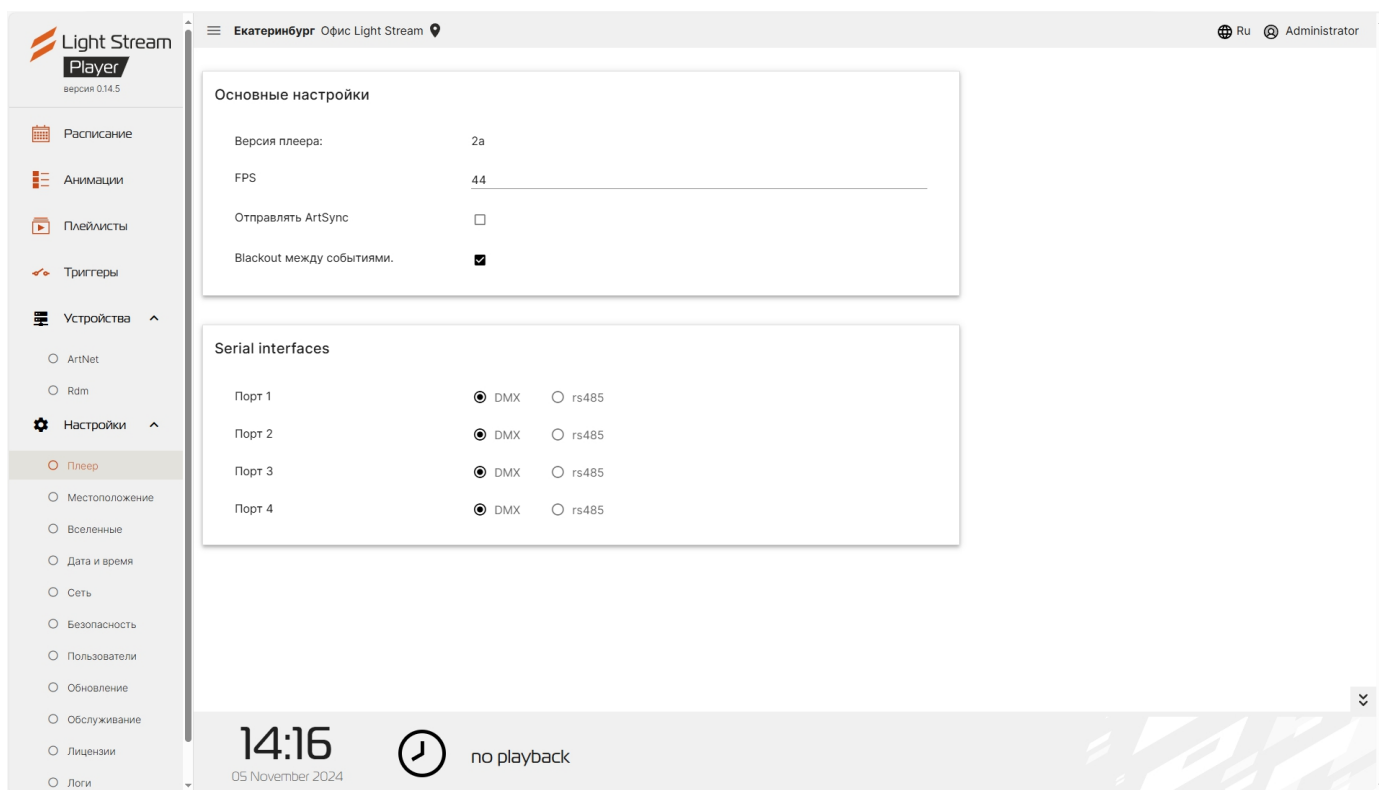 Light Stream
Player
версия 0.14.5
Расписание
Анимации
Плейлисты
Триггеры
Устройства
ArtNet
Rdm
Настройки
Плеер
Местоположение
Вселенные
Дата и время
Сеть
Безопасность
Пользователи
Обновление
Обслуживание
Лицензии
Логи
Екатеринбург Офис Light Stream
Ru Administrator
Основные настройки
Версия плеера: 2a
FPS 44
Отправлять ArtSync
Blackout между событиями.
Serial interfaces
Порт 1 DMX rs485
Порт 2 DMX rs485
Порт 3 DMX rs485
Порт 4 DMX rs485
14:16
05 November 2024
no playback